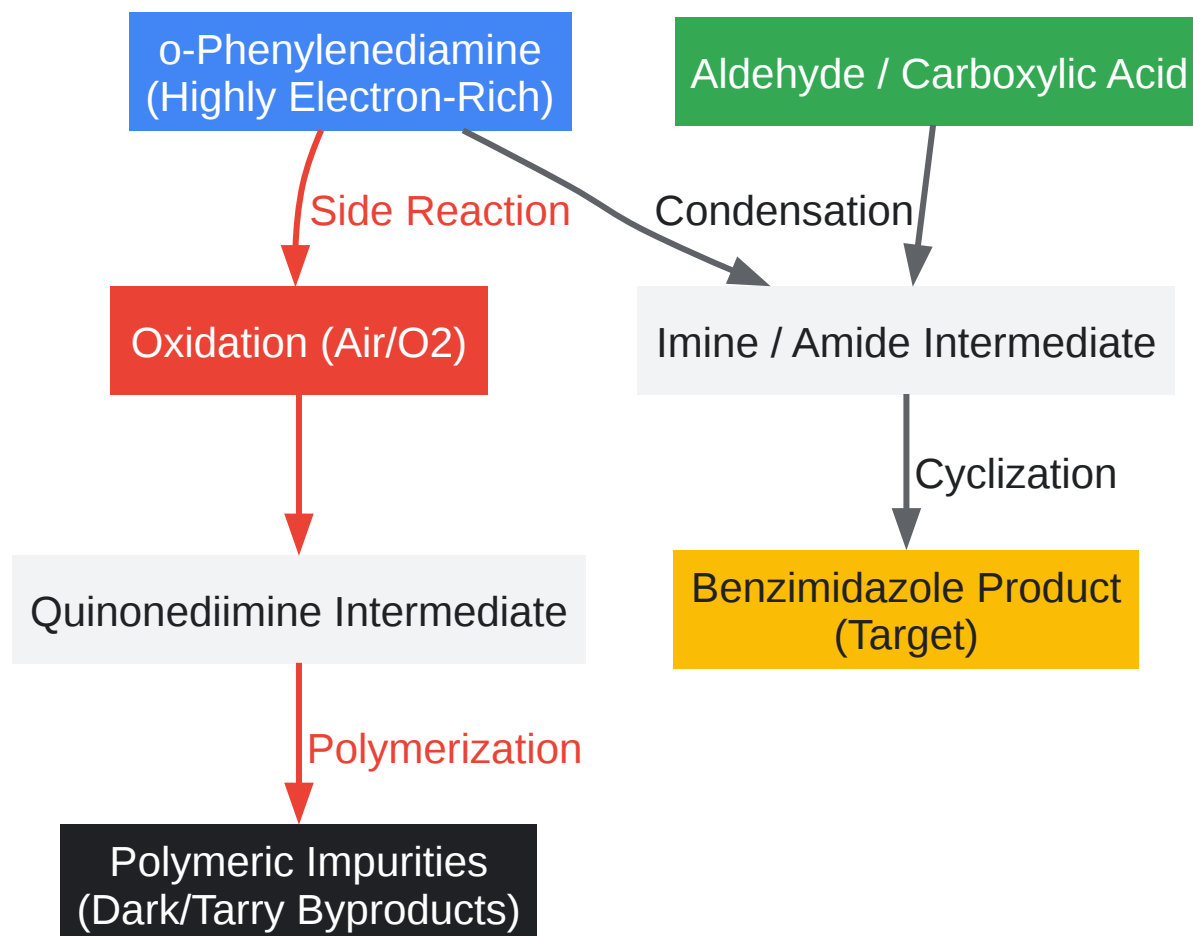 o-Phenylenediamine
(Highly Electron-Rich)
Aldehyde / Carboxylic Acid
Side Reaction
Condensation
Oxidation (Air/O2)
Imine / Amide Intermediate
Cyclization
Quinonediimine Intermediate
Benzimidazole Product
(Target)
Polymerization
Polymeric Impurities
(Dark/Tarry Byproducts)